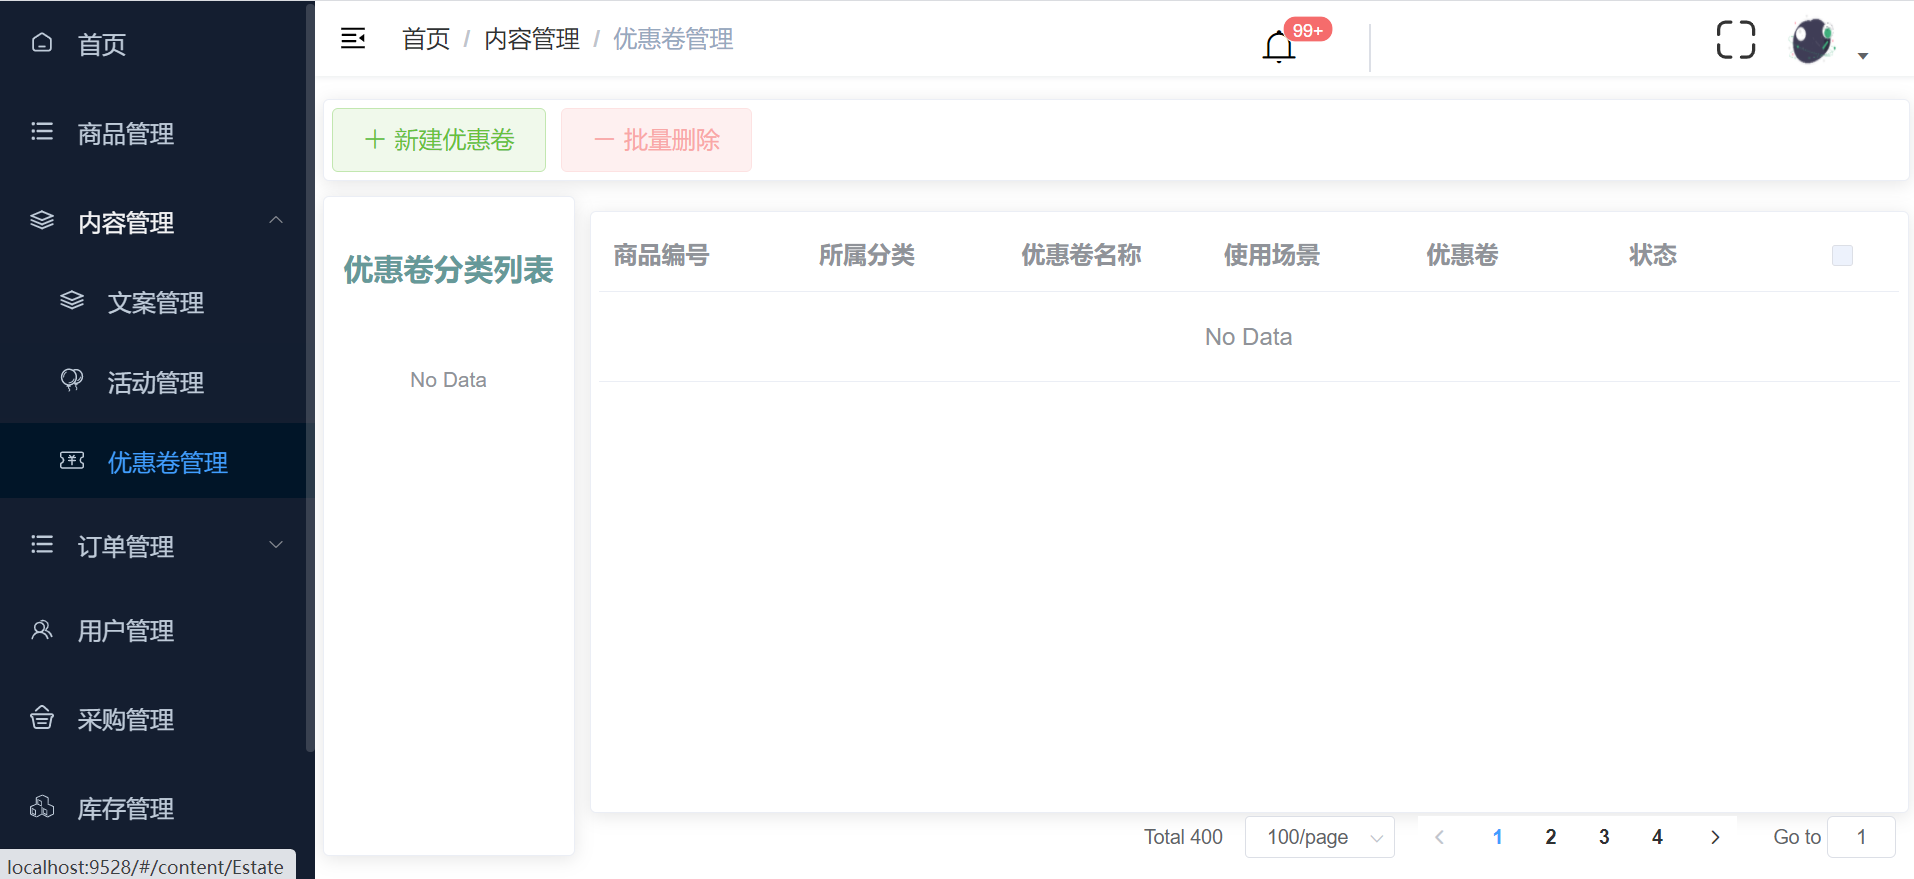 首页
商品管理
内容管理
文案管理
活动管理
优惠卷管理
订单管理
用户管理
采购管理
库存管理
localhost:9528/#/content/Estate
首页 / 内容管理 / 优惠卷管理
99+
+ 新建优惠卷
— 批量删除
优惠卷分类列表
No Data
商品编号 所属分类 优惠卷名称 使用场景 优惠卷 状态
No Data
Total 400 100/page 1 2 3 4 Go to 1